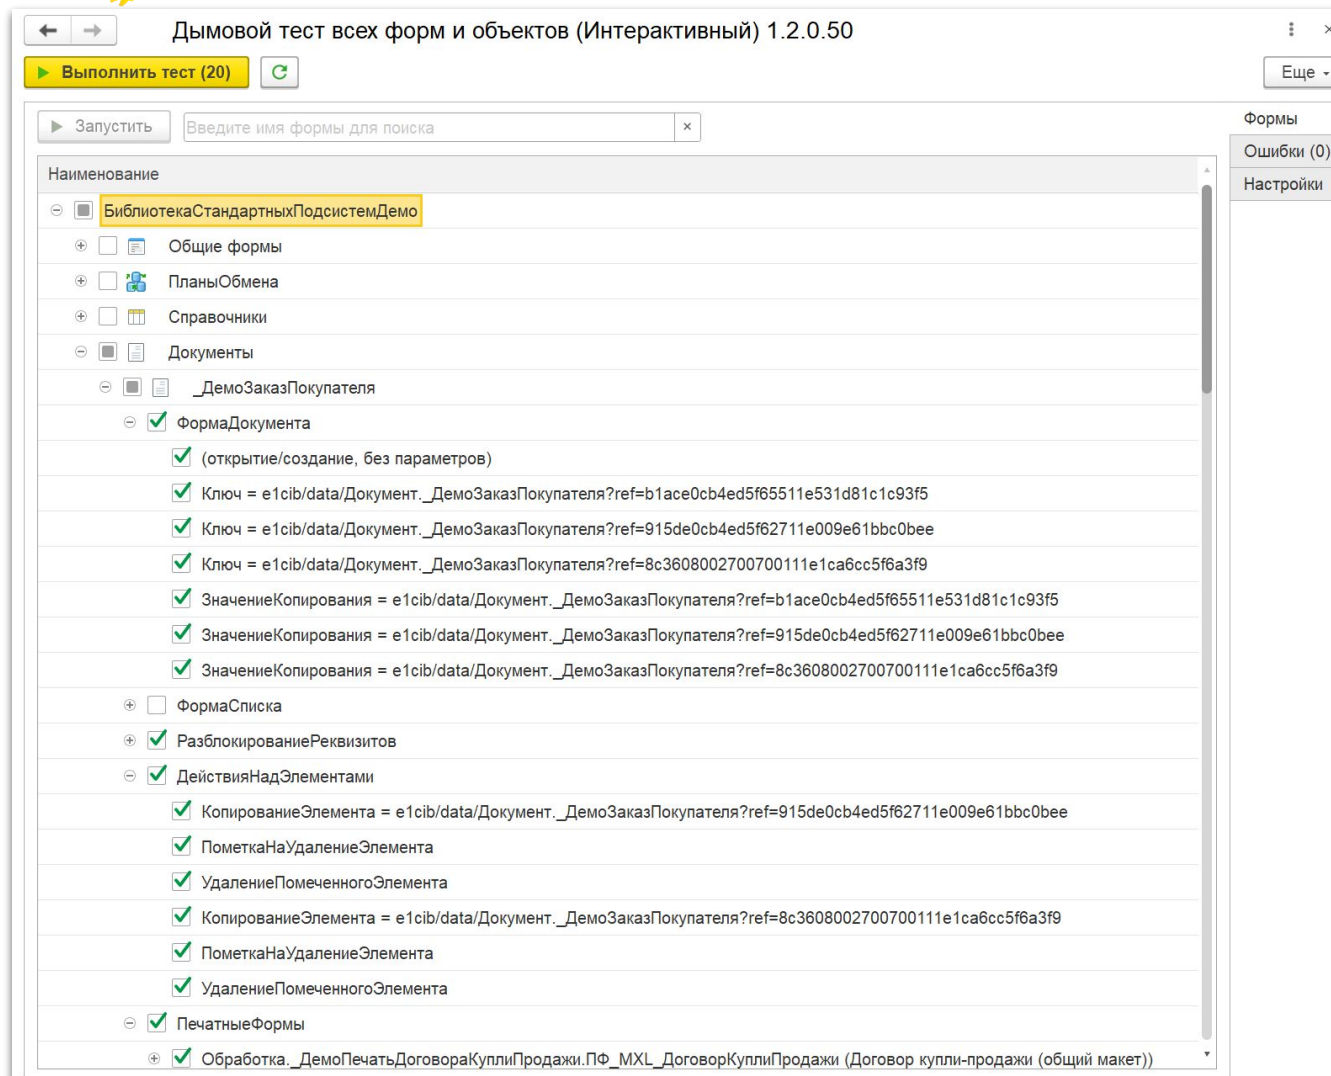 Дымовой тест всех форм и объектов (Интерактивный) 1.2.0.50
Выполнить тест (20)
Еще
Запустить
Введите имя формы для поиска
Формы
Ошибки (0)
Настройки
Наименование
БиблиотекаСтандартныхПодсистемДемо
Общие формы
ПланыОбмена
Справочники
Документы
_ДемоЗаказПокупателя
ФормаДокумента
(открытие/создание, без параметров)
Ключ = e1cib/data/Документ._ДемоЗаказПокупателя?ref=b1ace0cb4ed5f65511e531d81c1c93f5
Ключ = e1cib/data/Документ._ДемоЗаказПокупателя?ref=915de0cb4ed5f62711e009e61bbc0bee
Ключ = e1cib/data/Документ._ДемоЗаказПокупателя?ref=8c3608002700700111e1ca6cc5f6a3f9
ЗначениеКопирования = e1cib/data/Документ._ДемоЗаказПокупателя?ref=b1ace0cb4ed5f65511e531d81c1c93f5
ЗначениеКопирования = e1cib/data/Документ._ДемоЗаказПокупателя?ref=915de0cb4ed5f62711e009e61bbc0bee
ЗначениеКопирования = e1cib/data/Документ._ДемоЗаказПокупателя?ref=8c3608002700700111e1ca6cc5f6a3f9
ФормаСписка
РазблокированиеРеквизитов
ДействияНадЭлементами
КопированиеЭлемента = e1cib/data/Документ._ДемоЗаказПокупателя?ref=915de0cb4ed5f62711e009e61bbc0bee
ПометкаНаУдалениеЭлемента
УдалениеПомеченногоЭлемента
КопированиеЭлемента = e1cib/data/Документ._ДемоЗаказПокупателя?ref=8c3608002700700111e1ca6cc5f6a3f9
ПометкаНаУдалениеЭлемента
УдалениеПомеченногоЭлемента
ПечатныеФормы
Обработка._ДемоПечатьДоговораКуплиПродажи.ПФ_MXL_ДоговорКуплиПродажи (Договор купли-продажи (общий макет))